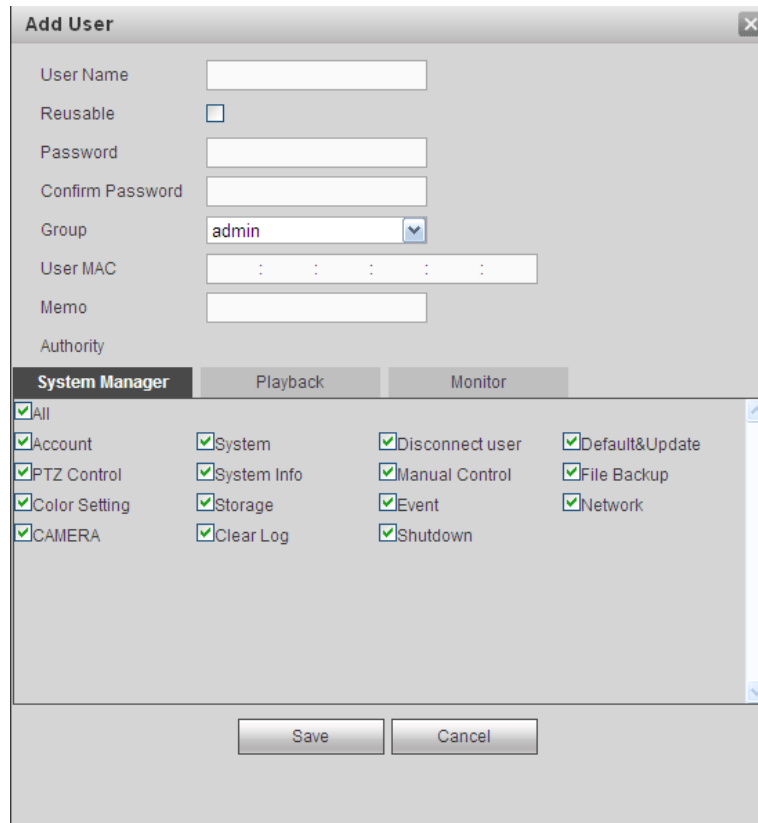 Add User
User Name
Reusable
Password
Confirm Password
Group admin
User MAC : : : : :
Memo
Authority
System Manager Playback Monitor
All
Account System Disconnect user Default&Update
PTZ Control System Info Manual Control File Backup
Color Setting Storage Event Network
CAMERA Clear Log Shutdown
Save Cancel